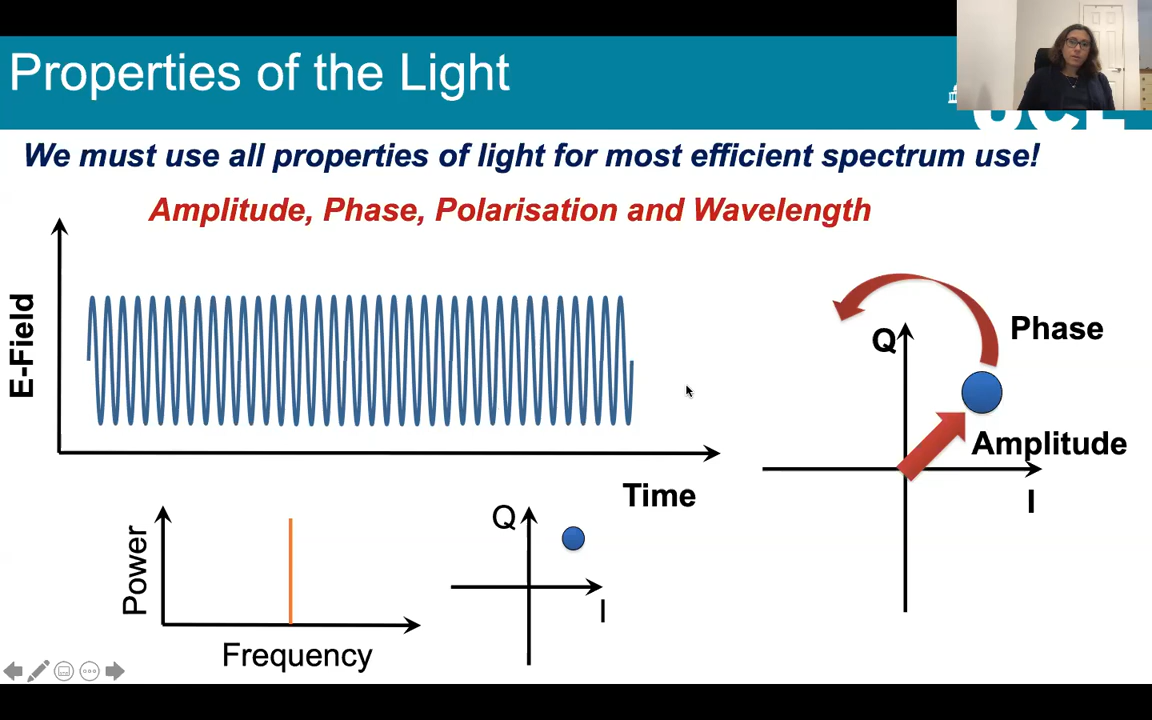 Properties of the Light
UCL
We must use all properties of light for most efficient spectrum use!
Amplitude, Phase, Polarisation and Wavelength
E-Field
Time
Q
Phase
Amplitude
I
Power
Frequency
Q
I